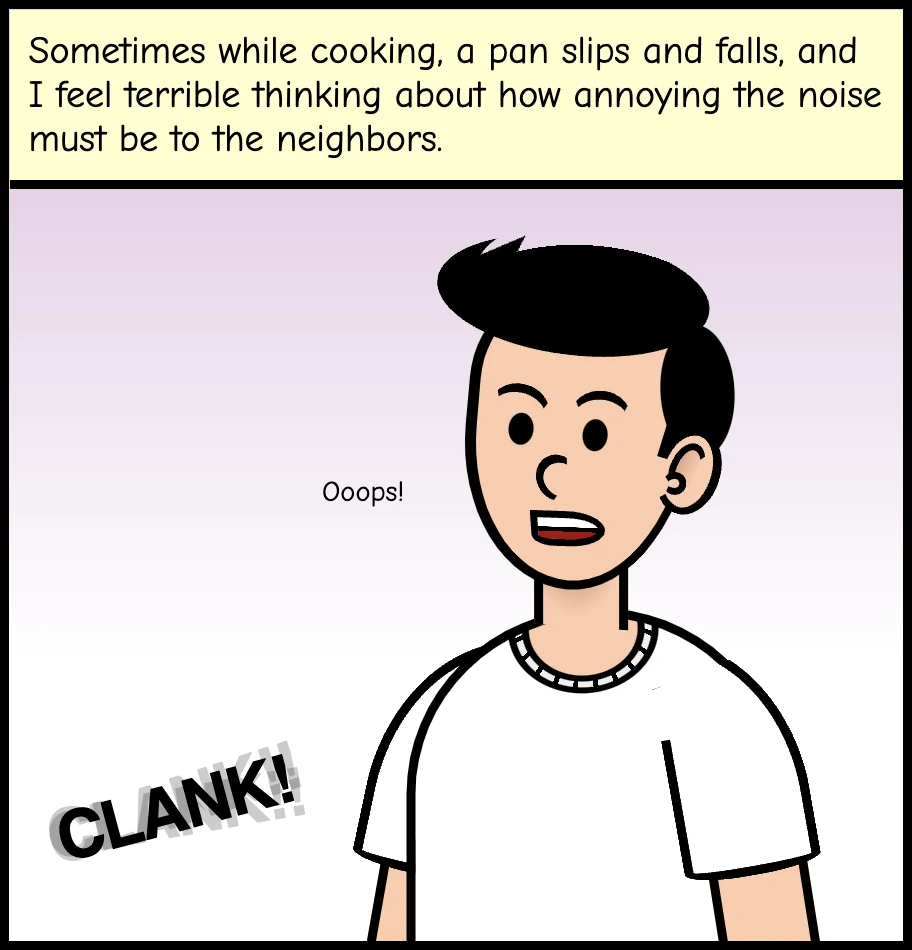 Sometimes while cooking, a pan slips and falls, and
I feel terrible thinking about how annoying the noise
must be to the neighbors.
Ooops!
CLANK!